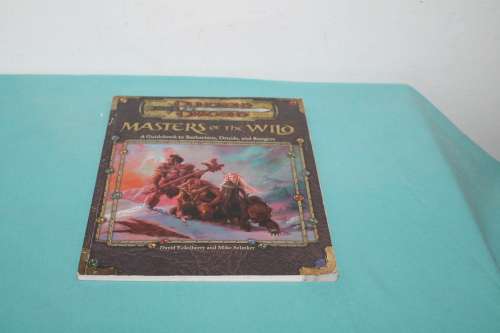 DUNGEONS
DRAGONS
MASTERS OF THE WILD
A Guidebook to Barbarians, Druids, and Rangers
David Eckelberry and Mike Selinker